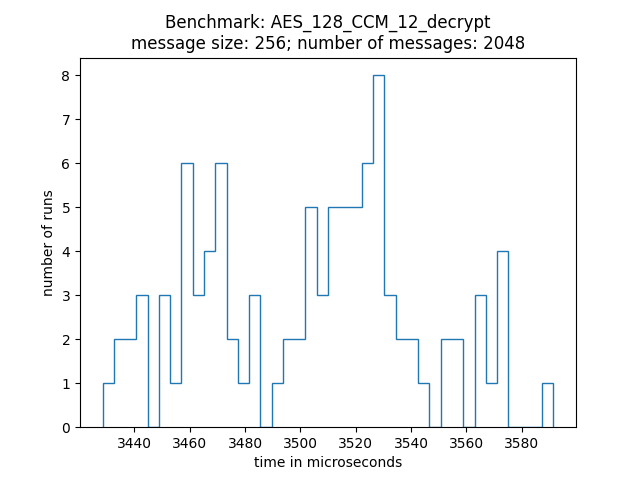 Benchmark: AES_128_CCM_12_decrypt
message size: 256; number of messages: 2048
8
7
6
5
4
3
2
1
0
number of runs
3440 3460 3480 3500 3520 3540 3560 3580
time in microseconds